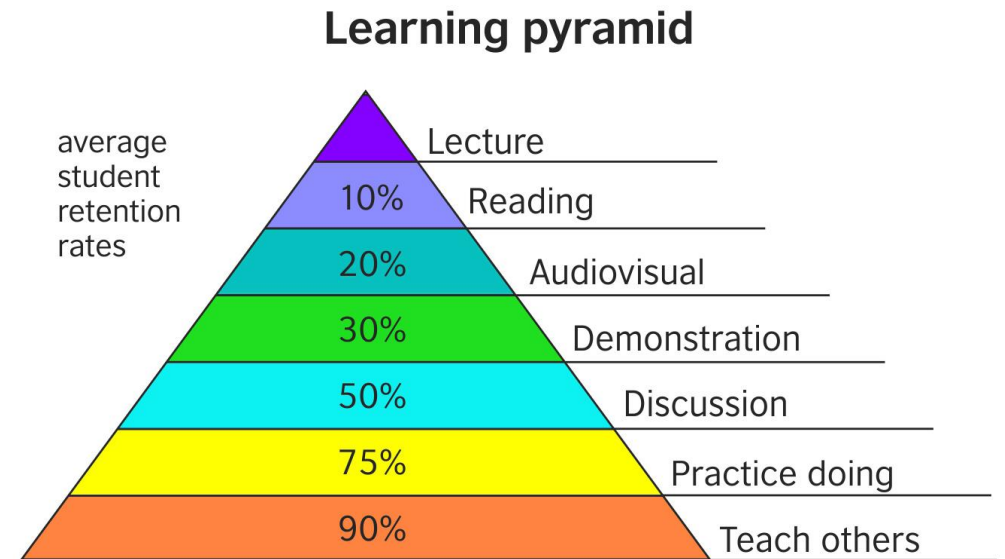 Learning pyramid
average
student
retention
rates
Lecture
10% Reading
20% Audiovisual
30% Demonstration
50% Discussion
75% Practice doing
90% Teach others